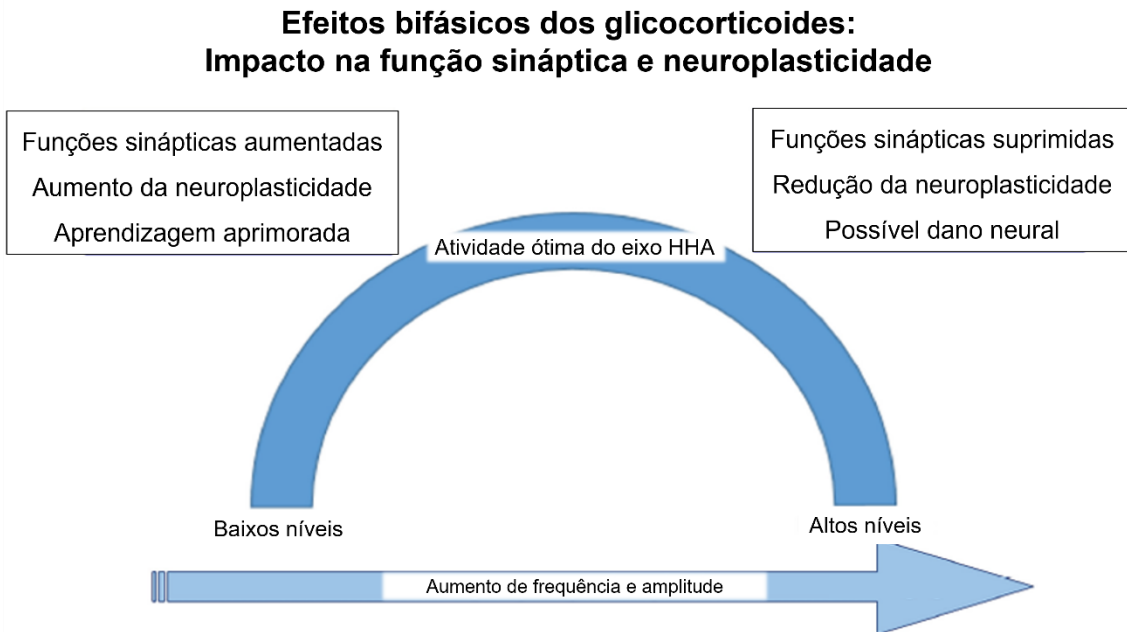 Efeitos bifásicos dos glicocorticoides:
Impacto na função sináptica e neuroplasticidade
Funções sinápticas aumentadas
Aumento da neuroplasticidade
Aprendizagem aprimorada
Funções sinápticas suprimidas
Redução da neuroplasticidade
Possível dano neural
Atividade ótima do eixo HHA
Baixos níveis
Altos níveis
Aumento de frequência e amplitude